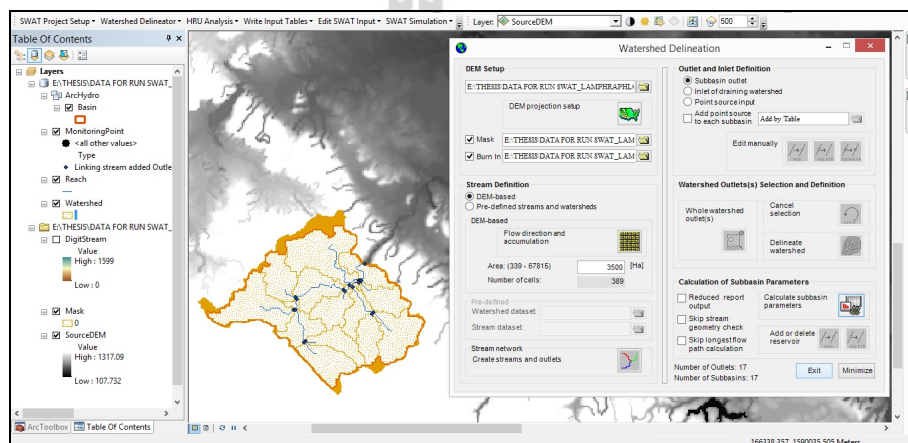 SWAT Project Setup Watershed Delineator HRU Analysis Write Input Tables Edit SWAT Input SWAT Simulation Layer: SourceDEM 500
Table Of Contents
Layers
E:\THESIS\DATA FOR RUN SWAT_
ArcHydro
Basin
MonitoringPoint
<all other values>
Type
Linking stream added Outle
Reach
Watershed
E:\THESIS\DATA FOR RUN SWAT_
DigitStream
Value
High : 1599
Low : 0
Mask
0
SourceDEM
Value
High : 1317.09
Low : 107.732
ArcToolbox Table Of Contents
Watershed Delineation
DEM Setup
E:\THESIS\DATA FOR RUN SWAT_LAMPHRAPHL
DEM projection setup
Mask E:\THESIS\DATA FOR RUN SWAT_LAM
Burn In E:\THESIS\DATA FOR RUN SWAT_LAM
Stream Definition
DEM-based
Pre-defined streams and watersheds
DEM-based
Flow direction and
accumulation
Area: (339 - 67815) 3500 [Ha]
Number of cells: 389
Pre-defined
Watershed dataset:
Stream dataset:
Stream network
Create streams and outlets
Outlet and Inlet Definition
Subbasin outlet
Inlet of draining watershed
Point source input
Add point source
to each subbasin
Add by Table
Edit manually
Watershed Outlets(s) Selection and Definition
Whole watershed
outlet(s)
Cancel
selection
Delineate
watershed
Calculation of Subbasin Parameters
Reduced report
output
Skip stream
geometry check
Skip longest flow
path calculation
Calculate subbasin
parameters
Add or delete
reservoir
Number of Outlets: 17
Number of Subbasins: 17
Exit Minimize
166338.357 1590035.505 Meters